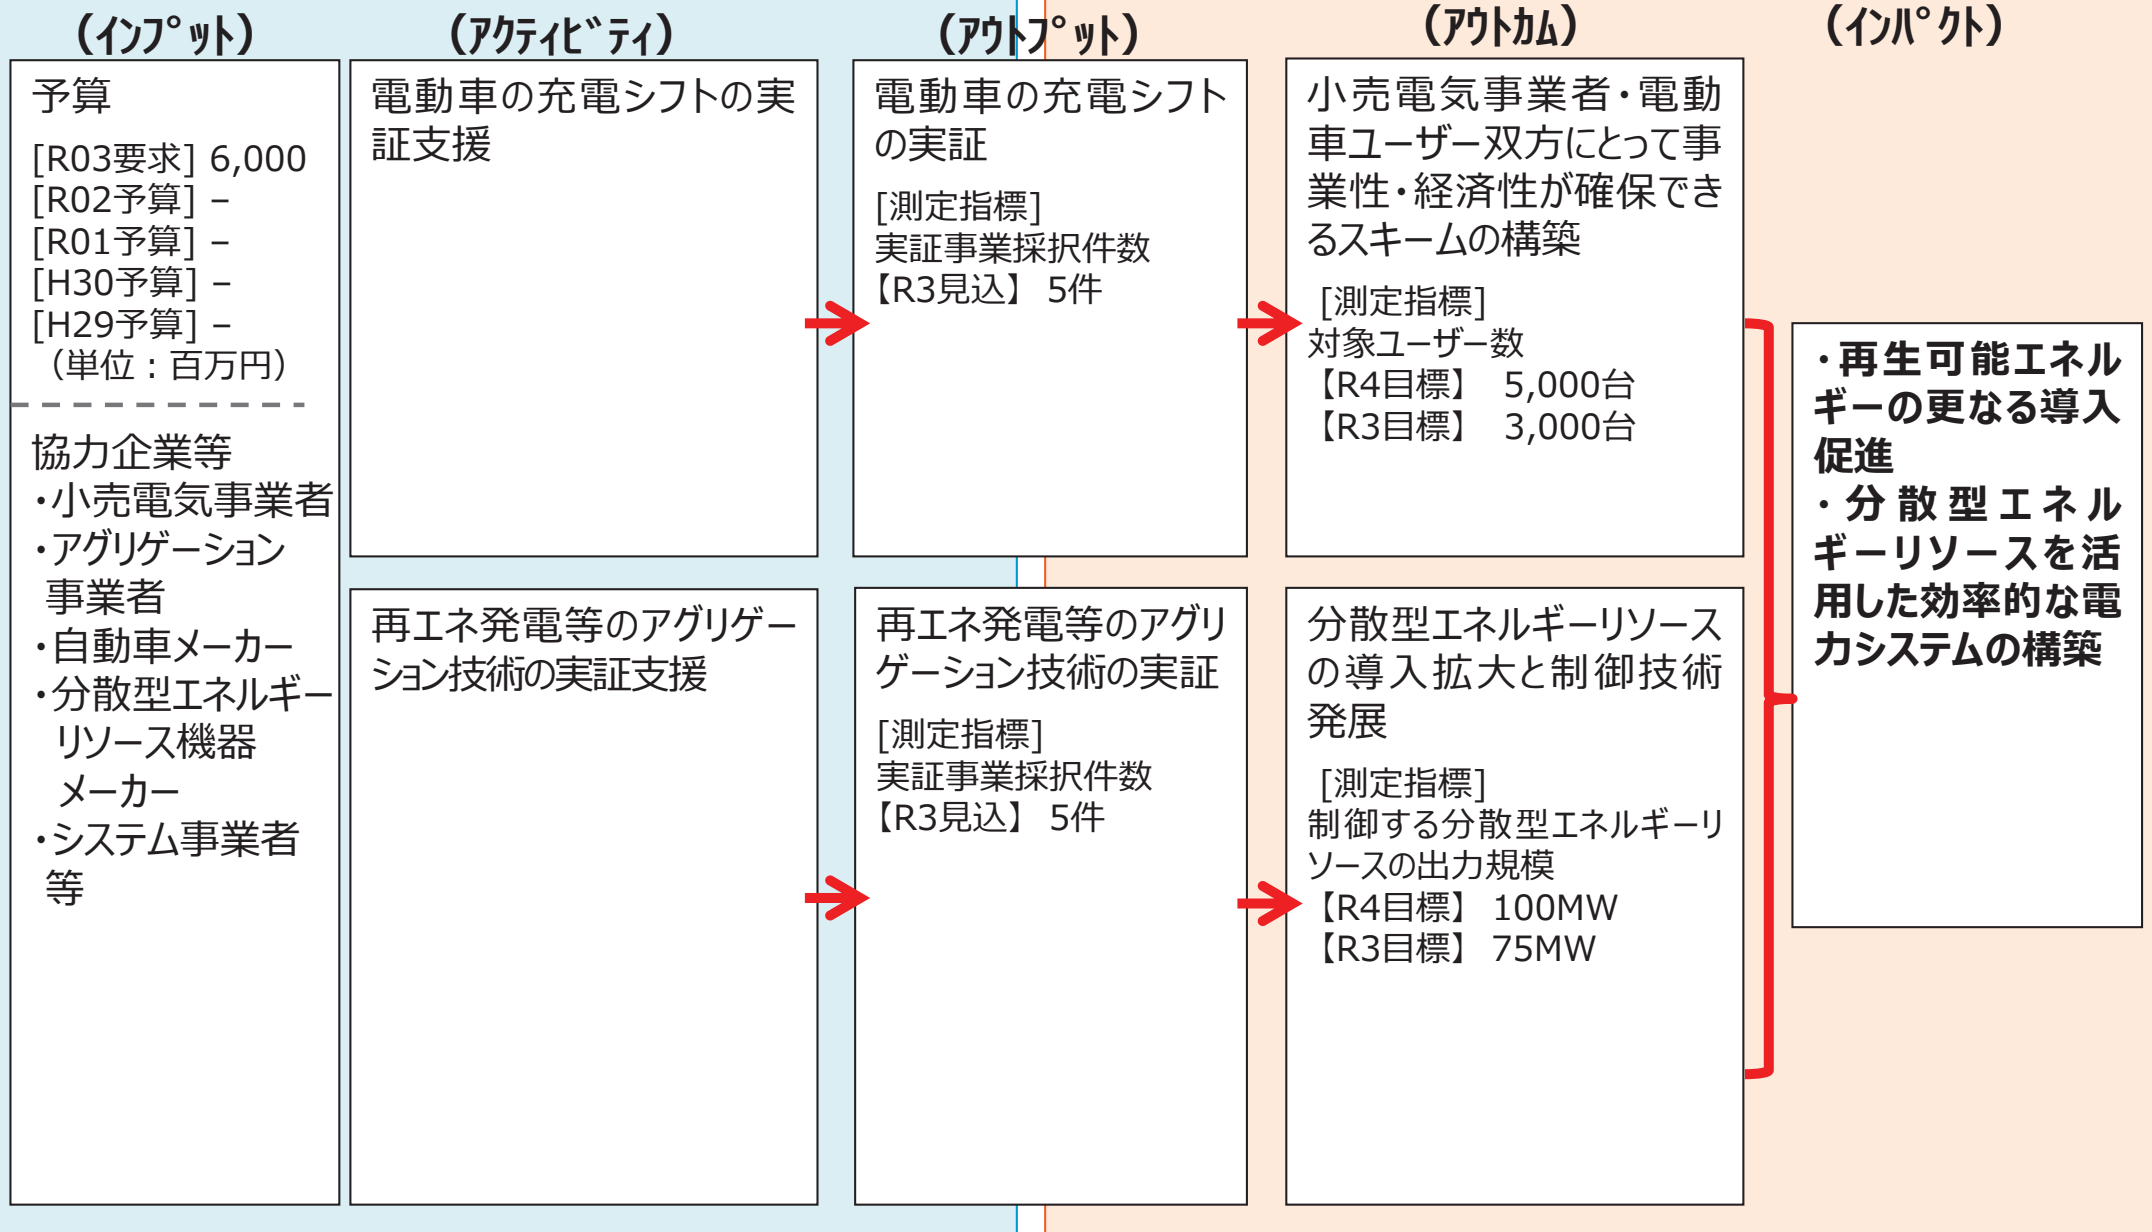 (ｲﾝﾌﾟｯﾄ)
予算
[R03要求] 6,000
[R02予算] –
[R01予算] –
[H30予算] –
[H29予算] –
（単位：百万円）
協力企業等
・小売電気事業者
・アグリゲーション
事業者
・自動車メーカー
・分散型エネルギー
リソース機器
メーカー
・システム事業者
等
(ｱｸﾃｨﾋﾞﾃｨ)
電動車の充電シフトの実
証支援
再エネ発電等のアグリゲー
ション技術の実証支援
(ｱｳﾄﾌﾟｯﾄ)
電動車の充電シフト
の実証
[測定指標]
実証事業採択件数
【R3見込】 5件
再エネ発電等のアグリ
ゲーション技術の実証
[測定指標]
実証事業採択件数
【R3見込】 5件
(ｱｳﾄｶﾑ)
小売電気事業者・電動
車ユーザー双方にとって事
業性・経済性が確保でき
るスキームの構築
[測定指標]
対象ユーザー数
【R4目標】 5,000台
【R3目標】 3,000台
分散型エネルギーリソース
の導入拡大と制御技術
発展
[測定指標]
制御する分散型エネルギーリ
ソースの出力規模
【R4目標】 100MW
【R3目標】 75MW
(ｲﾝﾊﾟｸﾄ)
・再生可能エネル
ギーの更なる導入
促進
・分散型エネル
ギーリソースを活
用した効率的な電
力システムの構築